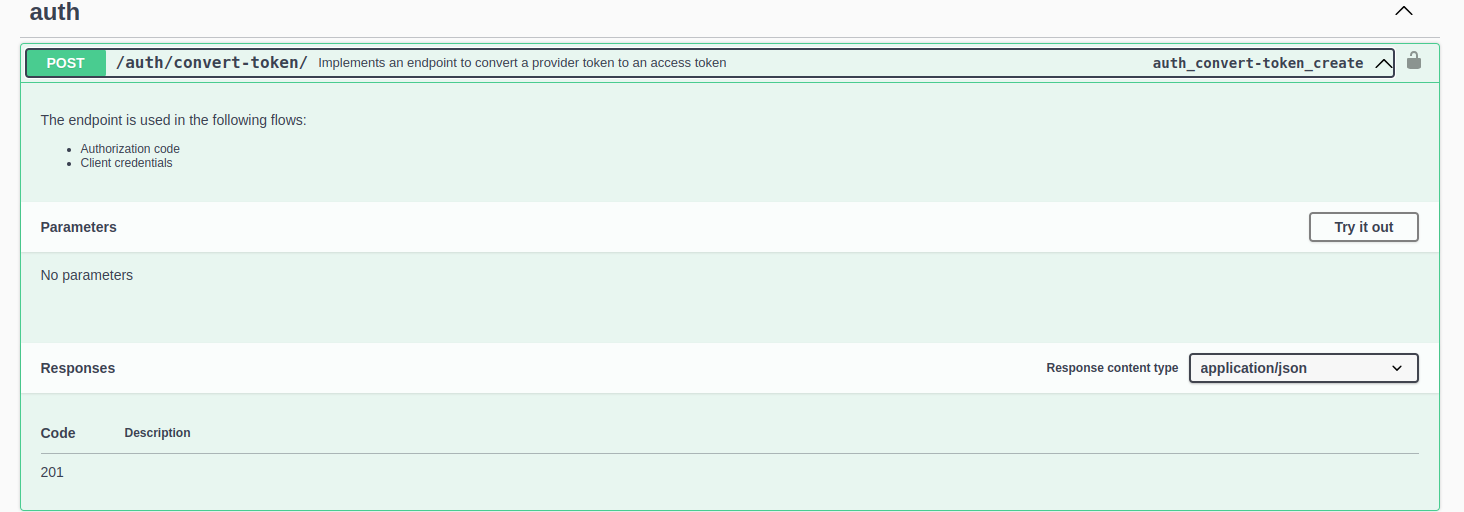 auth
POST /auth/convert-token/ Implements an endpoint to convert a provider token to an access token auth_convert-token_create
The endpoint is used in the following flows:
Authorization code
Client credentials
Parameters Try it out
No parameters
Responses Response content type application/json
Code Description
201